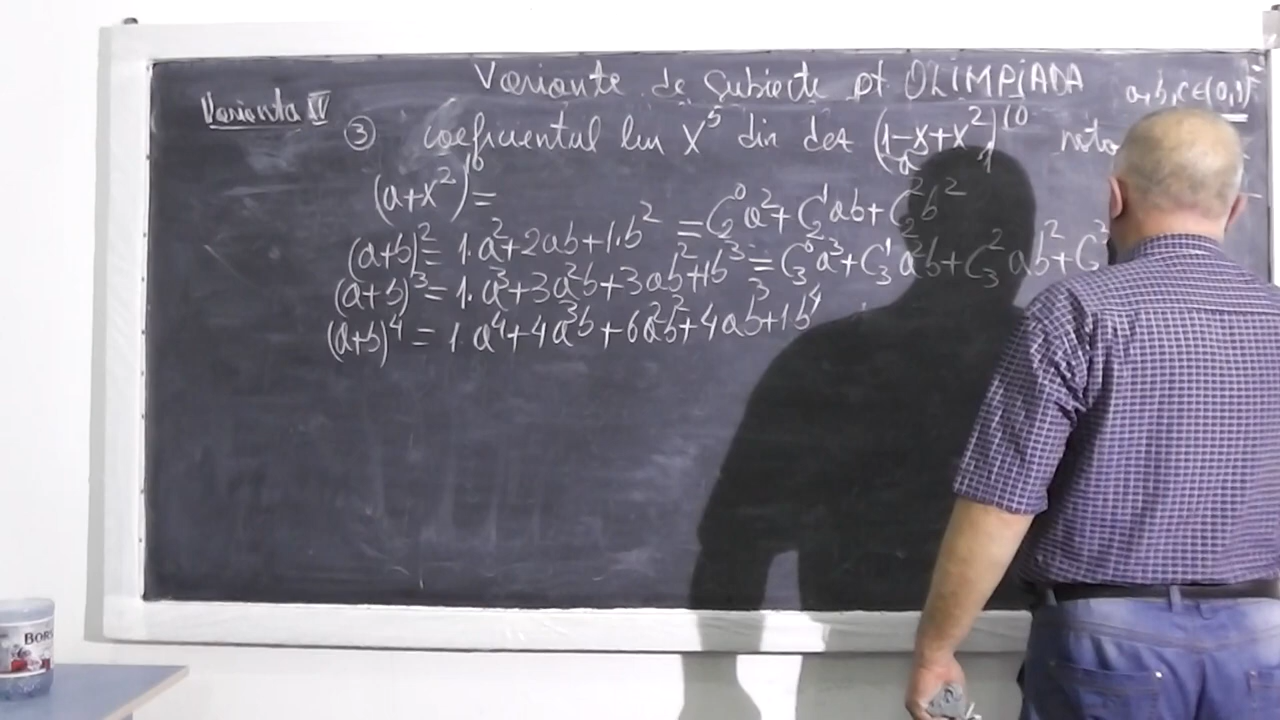 Variante de subiecte pt OLIMPIADA
a,b,c∈(0,1)
Varianta IV
③ coeficientul lui X⁵ din dez (1-x+x²)¹⁰
a
(a+x²)¹⁰=
(a+b)²= 1.a²+2ab+1.b² =C₂⁰a²+C₂¹ab+C₂²b²
(a+b)³=1.a³+3a²b+3ab²+1b³=C₃⁰a³+C₃¹a²b+C₃²ab²+C₃
(a+b)⁴ = 1.a⁴+4a³b+6a²b²+4ab³+1b⁴
BORS